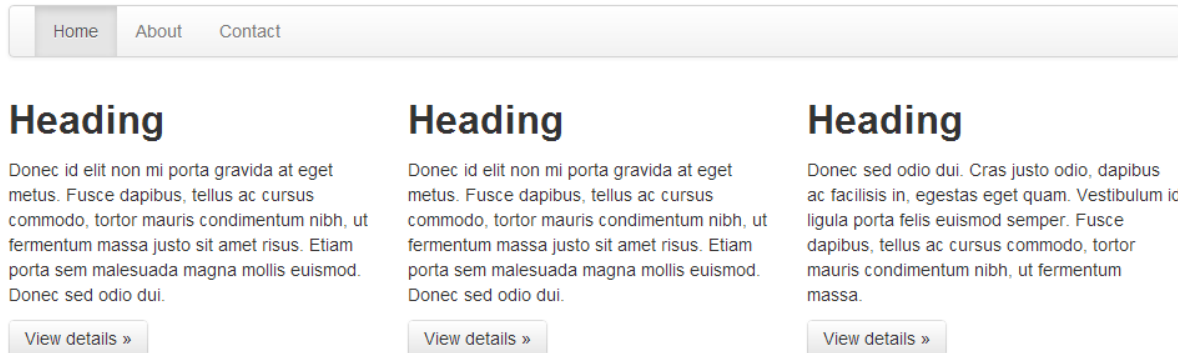 Home About Contact
Heading
Donec id elit non mi porta gravida at eget
metus. Fusce dapibus, tellus ac cursus
commodo, tortor mauris condimentum nibh, ut
fermentum massa justo sit amet risus. Etiam
porta sem malesuada magna mollis euismod.
Donec sed odio dui.
View details »
Heading
Donec id elit non mi porta gravida at eget
metus. Fusce dapibus, tellus ac cursus
commodo, tortor mauris condimentum nibh, ut
fermentum massa justo sit amet risus. Etiam
porta sem malesuada magna mollis euismod.
Donec sed odio dui.
View details »
Heading
Donec sed odio dui. Cras justo odio, dapibus
ac facilisis in, egestas eget quam. Vestibulum id
ligula porta felis euismod semper. Fusce
dapibus, tellus ac cursus commodo, tortor
mauris condimentum nibh, ut fermentum
massa.
View details »